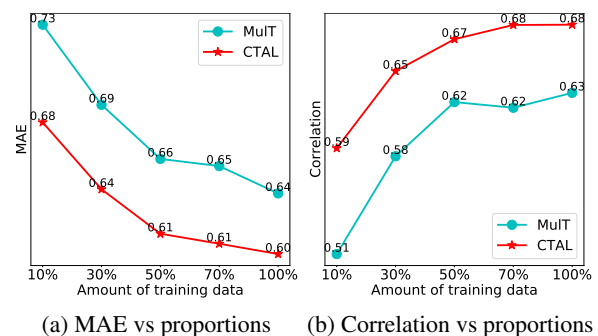 0.73
0.69
0.66
0.65
0.64
0.68
0.64
0.61
0.61
0.60
MulT
CTAL
MAE
10% 30% 50% 70% 100%
Amount of training data
(a) MAE vs proportions
0.59
0.65
0.67
0.68
0.68
0.51
0.58
0.62
0.62
0.63
MulT
CTAL
Correlation
10% 30% 50% 70% 100%
Amount of training data
(b) Correlation vs proportions